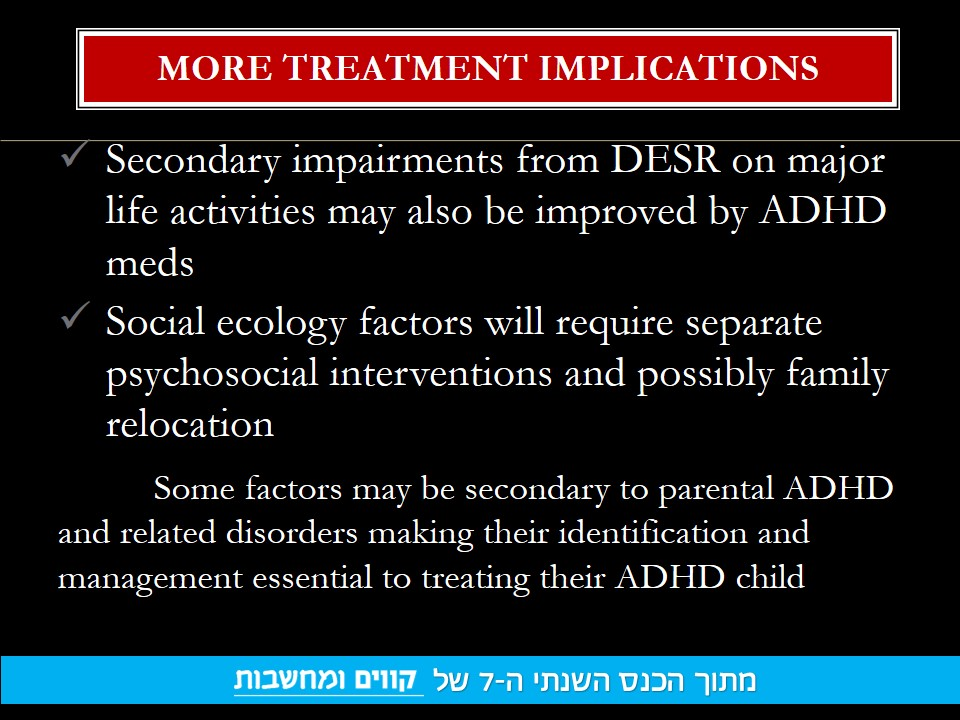 MORE TREATMENT IMPLICATIONS
✓ Secondary impairments from DESR on major
life activities may also be improved by ADHD
meds
✓ Social ecology factors will require separate
psychosocial interventions and possibly family
relocation
Some factors may be secondary to parental ADHD
and related disorders making their identification and
management essential to treating their ADHD child
מתוך הכנס השנתי ה-7 של קווים ומחשבות